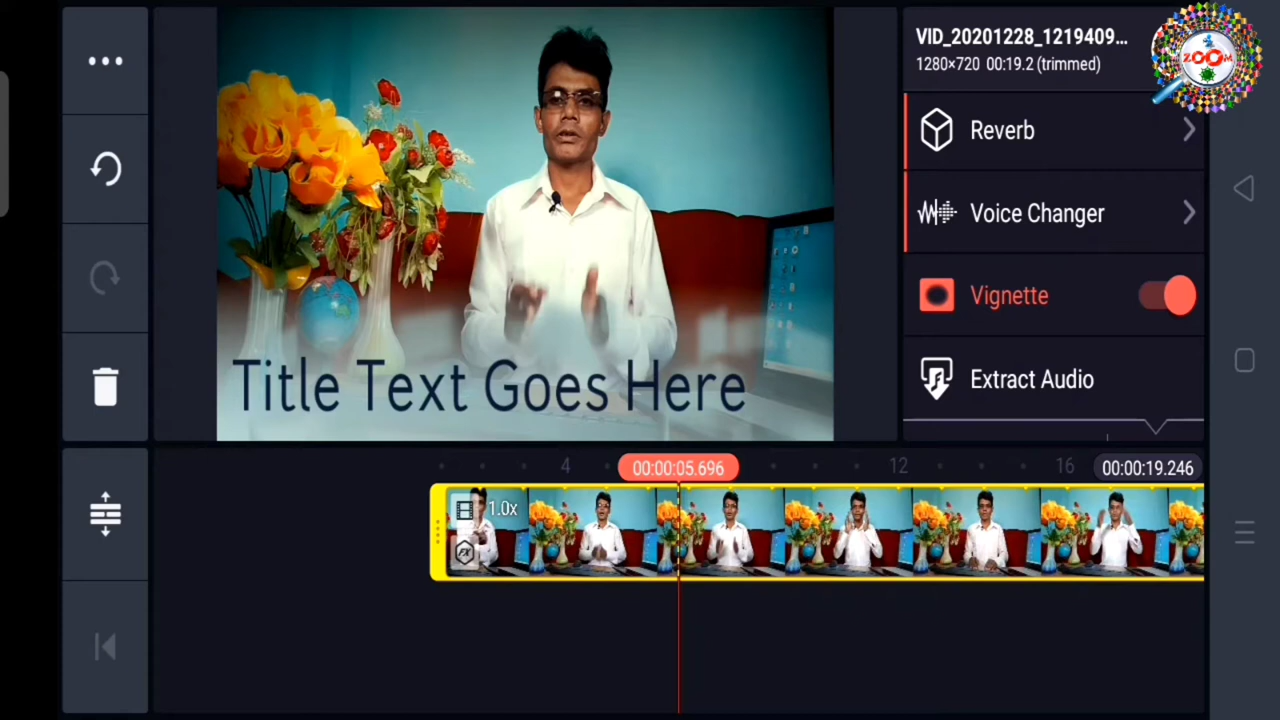 VID_20201228_1219409...
1280×720 00:19.2 (trimmed)
ZOOM
Reverb
Voice Changer
Vignette
Extract Audio
Title Text Goes Here
4
00:00:05.696
12
16
00:00:19.246
1.0x
FX